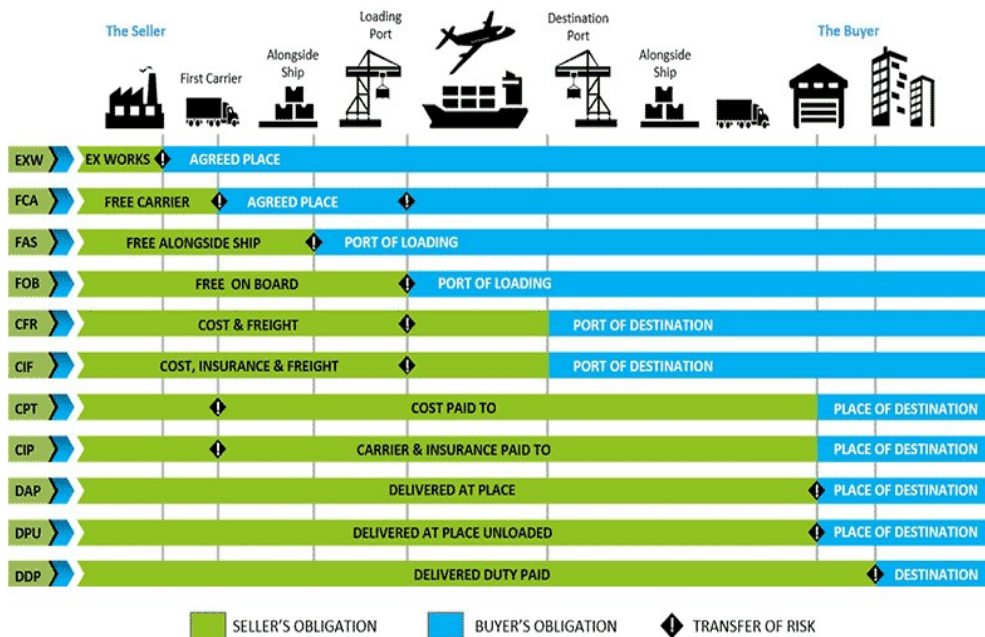 The Seller
First Carrier
Alongside
Ship
Loading
Port
Destination
Port
Alongside
Ship
The Buyer
EXW EX WORKS ! AGREED PLACE
FCA FREE CARRIER ! AGREED PLACE !
FAS FREE ALONGSIDE SHIP ! PORT OF LOADING
FOB FREE ON BOARD ! PORT OF LOADING
CFR COST & FREIGHT ! PORT OF DESTINATION
CIF COST, INSURANCE & FREIGHT ! PORT OF DESTINATION
CPT ! COST PAID TO PLACE OF DESTINATION
CIP ! CARRIER & INSURANCE PAID TO PLACE OF DESTINATION
DAP DELIVERED AT PLACE ! PLACE OF DESTINATION
DPU DELIVERED AT PLACE UNLOADED ! PLACE OF DESTINATION
DDP DELIVERED DUTY PAID ! DESTINATION
SELLER'S OBLIGATION BUYER'S OBLIGATION ! TRANSFER OF RISK